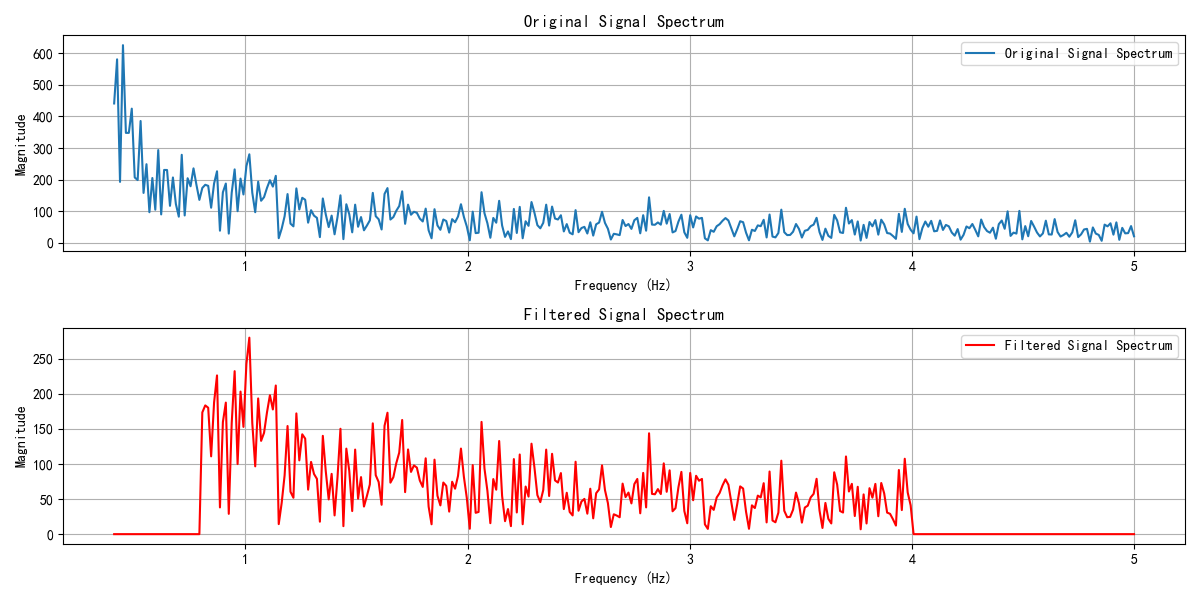 Original Signal Spectrum
Original Signal Spectrum
Magnitude
600
500
400
300
200
100
0
1 2 3 4 5
Frequency (Hz)
Filtered Signal Spectrum
Filtered Signal Spectrum
Magnitude
250
200
150
100
50
0
1 2 3 4 5
Frequency (Hz)